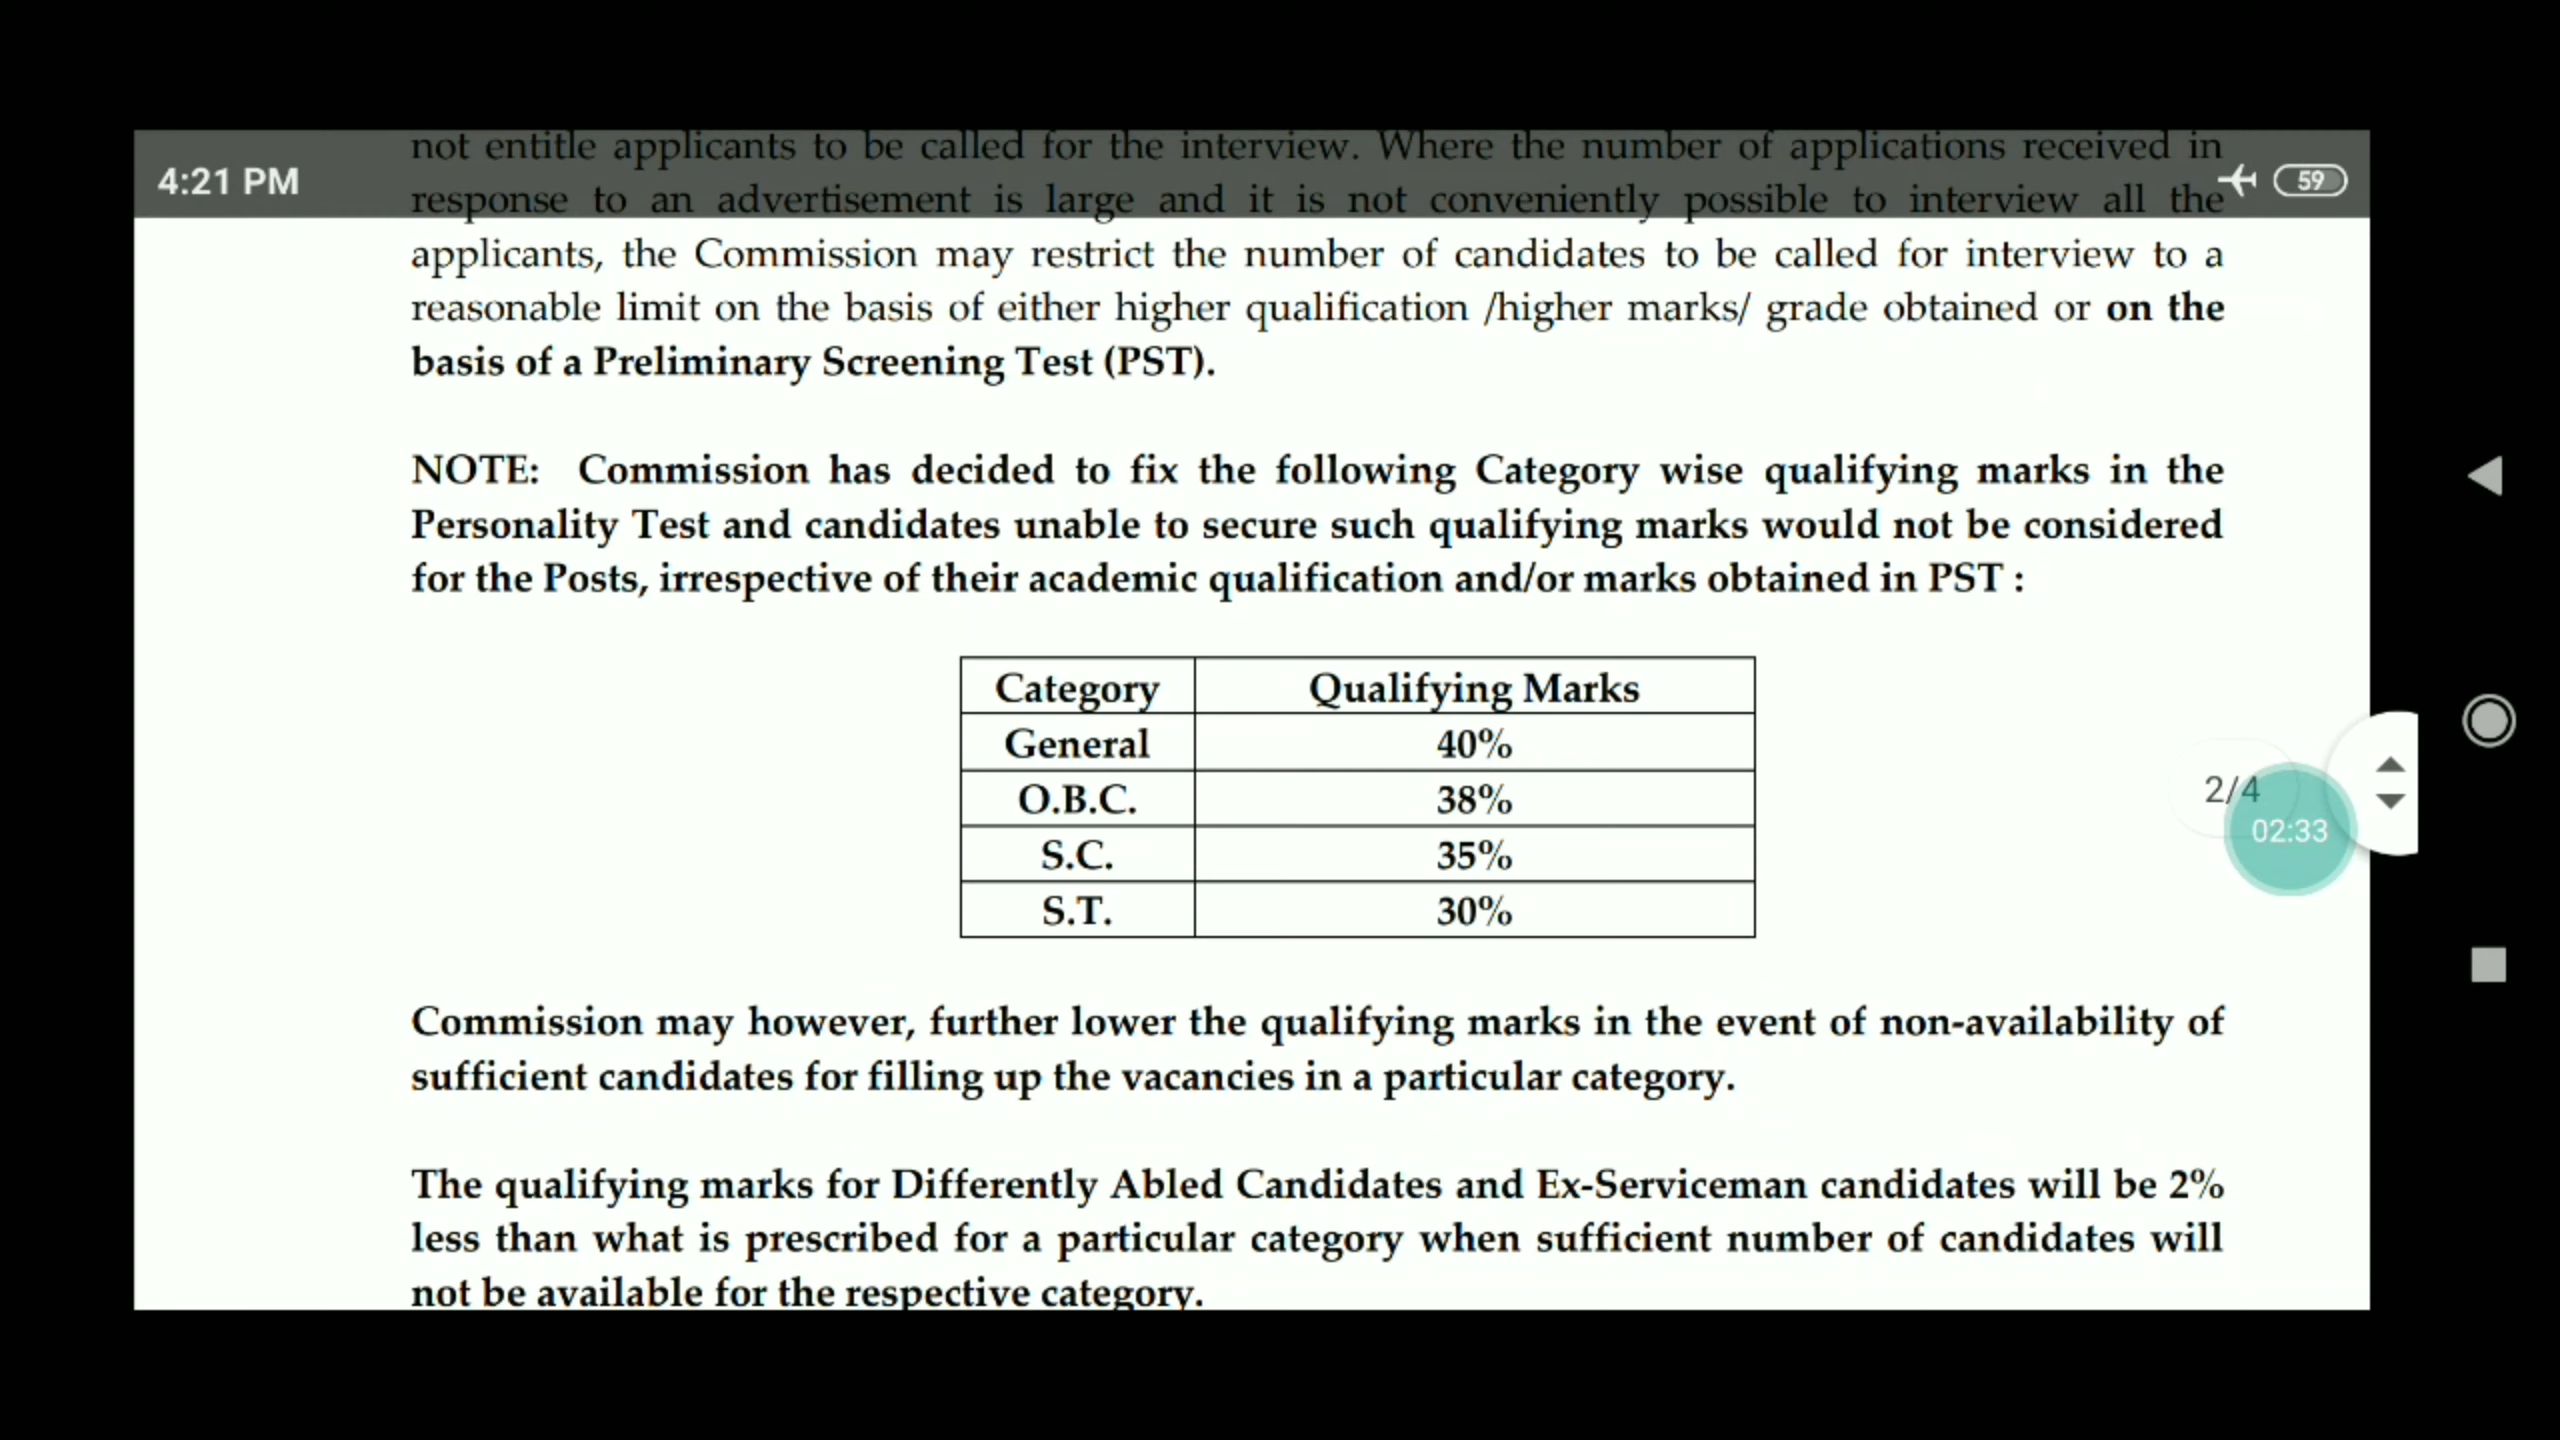 not entitle applicants to be called for the interview. Where the number of applications received in
4:21 PM
59
response to an advertisement is large and it is not conveniently possible to interview all the
applicants, the Commission may restrict the number of candidates to be called for interview to a
reasonable limit on the basis of either higher qualification /higher marks/ grade obtained or on the
basis of a Preliminary Screening Test (PST).
NOTE: Commission has decided to fix the following Category wise qualifying marks in the
Personality Test and candidates unable to secure such qualifying marks would not be considered
for the Posts, irrespective of their academic qualification and/or marks obtained in PST :
Category Qualifying Marks
General 40%
O.B.C. 38%
S.C. 35%
S.T. 30%
2/4
02:33
Commission may however, further lower the qualifying marks in the event of non-availability of
sufficient candidates for filling up the vacancies in a particular category.
The qualifying marks for Differently Abled Candidates and Ex-Serviceman candidates will be 2%
less than what is prescribed for a particular category when sufficient number of candidates will
not be available for the respective category.